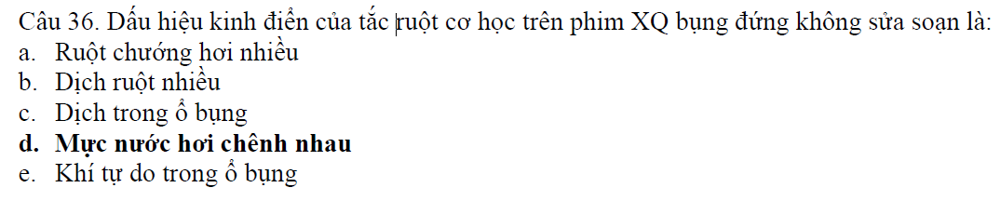 Câu 36. Dấu hiệu kinh điển của tắc ruột cơ học trên phim XQ bụng đứng không sửa soạn là:
a. Ruột chướng hơi nhiều
b. Dịch ruột nhiều
c. Dịch trong ổ bụng
d. Mực nước hơi chênh nhau
e. Khí tự do trong ổ bụng